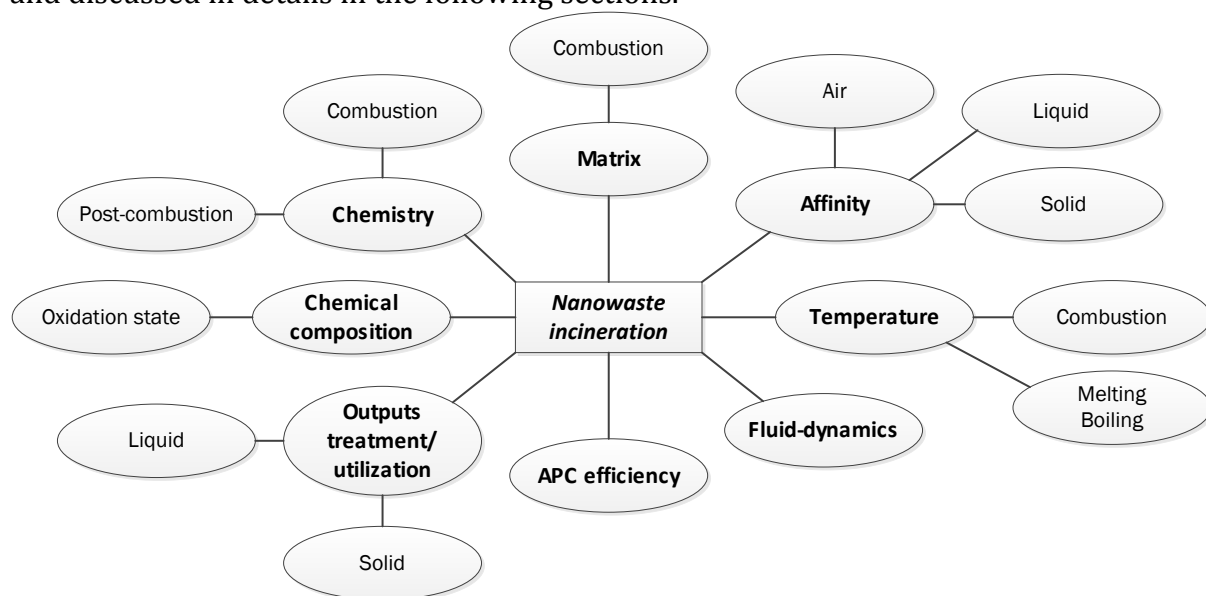 and discussed in details in the following sections.
Combustion
Combustion
Air
Liquid
Matrix
Post-combustion
Chemistry
Affinity
Solid
Oxidation state
Chemical
composition
Nanowaste
incineration
Temperature
Combustion
Melting
Boiling
Liquid
Outputs
treatment/
utilization
APC efficiency
Fluid-dynamics
Solid